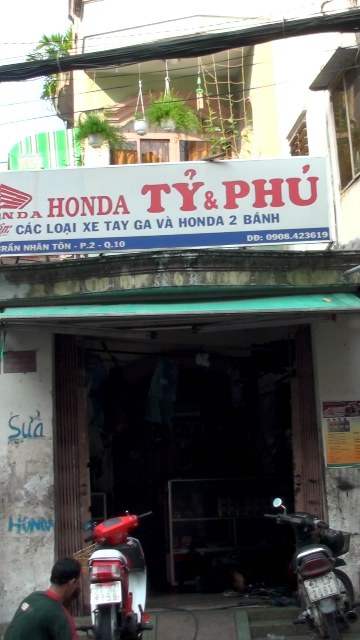 HONDA TỶ & PHÚ
CÁC LOẠI XE TAY GA VÀ HONDA 2 BÁNH
TRẦN NHÂN TÔN - P.2 - Q.10
DĐ: 0908.423619
Sửa
HONDA